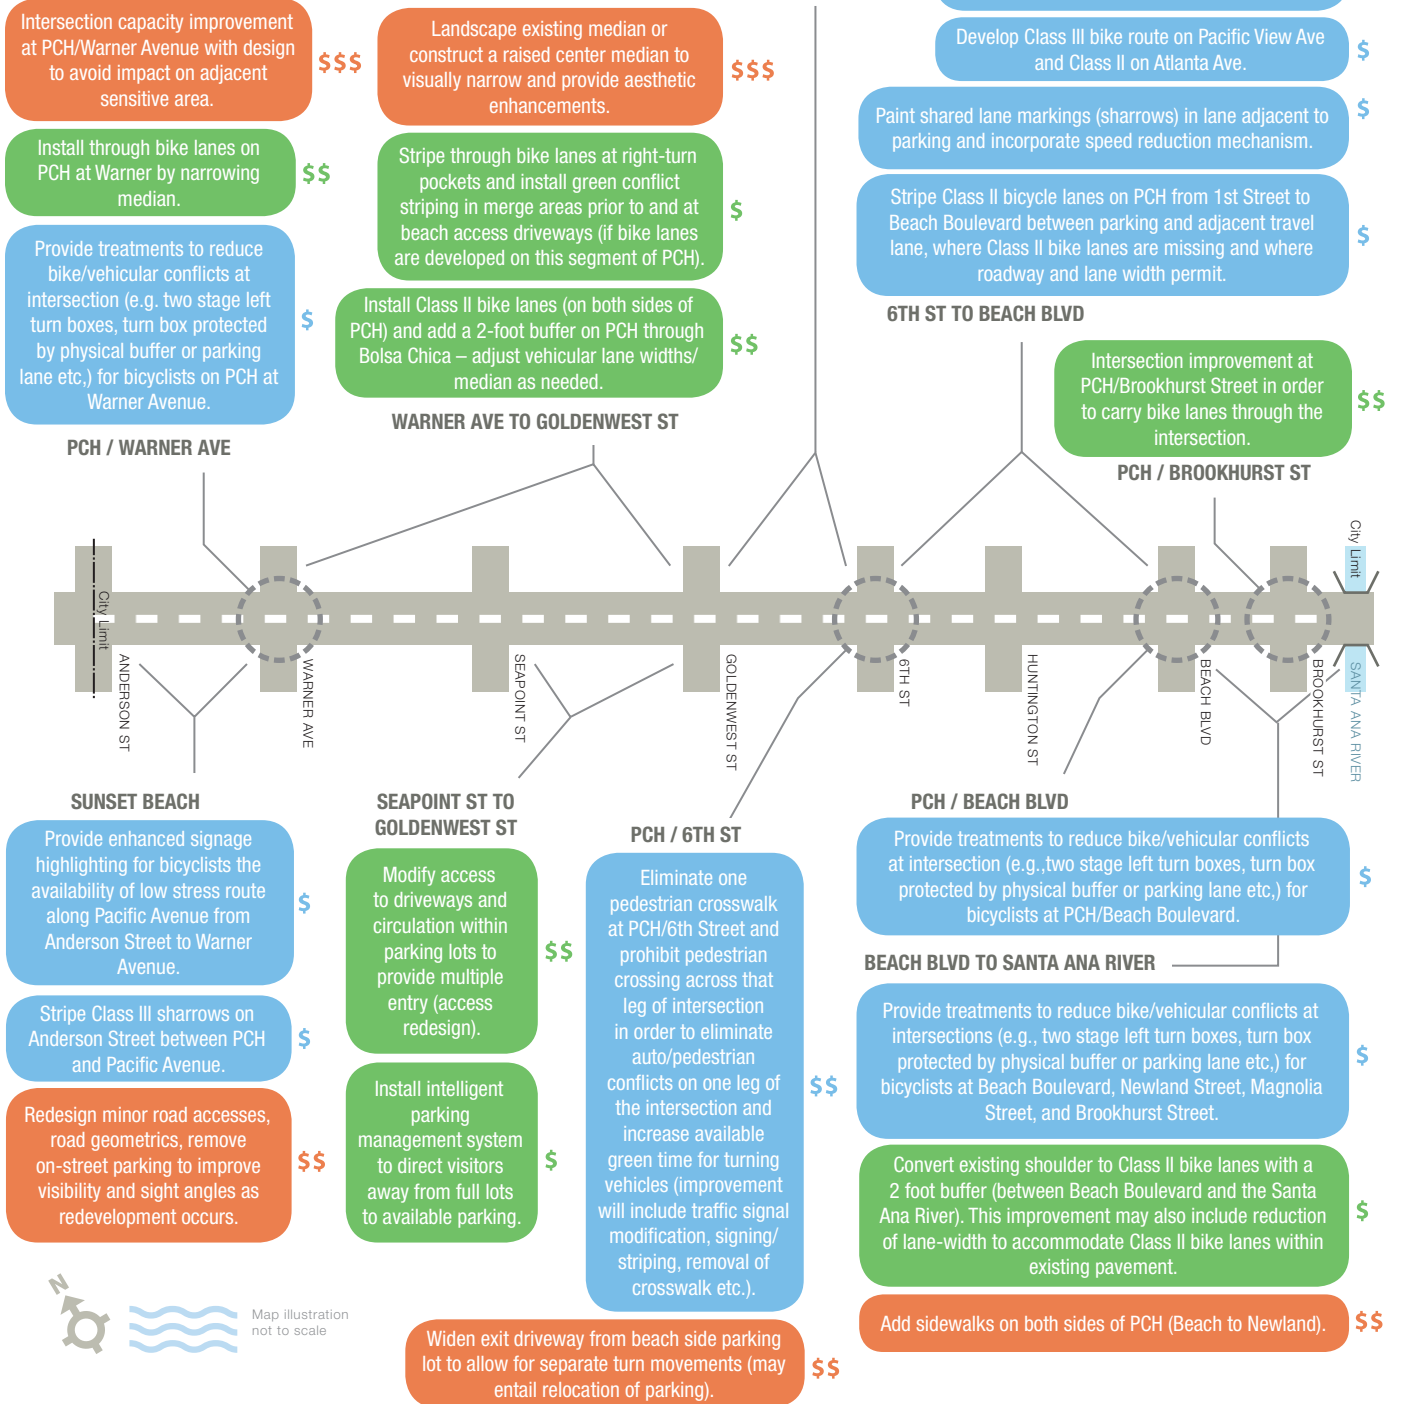 Intersection capacity improvement
at PCH/Warner Avenue with design
to avoid impact on adjacent
sensitive area.
$$$
Install through bike lanes on
PCH at Warner by narrowing
median.
$$
Provide treatments to reduce
bike/vehicular conflicts at
intersection (e.g. two stage left
turn boxes, turn box protected
by physical buffer or parking
lane etc,) for bicyclists on PCH at
Warner Avenue.
$
PCH / WARNER AVE
Landscape existing median or
construct a raised center median to
visually narrow and provide aesthetic
enhancements.
$$$
Stripe through bike lanes at right-turn
pockets and install green conflict
striping in merge areas prior to and at
beach access driveways (if bike lanes
are developed on this segment of PCH).
$
Install Class II bike lanes (on both sides of
PCH) and add a 2-foot buffer on PCH through
Bolsa Chica – adjust vehicular lane widths/
median as needed.
$$
WARNER AVE TO GOLDENWEST ST
Develop Class III bike route on Pacific View Ave
and Class II on Atlanta Ave.
$
Paint shared lane markings (sharrows) in lane adjacent to
parking and incorporate speed reduction mechanism.
$
Stripe Class II bicycle lanes on PCH from 1st Street to
Beach Boulevard between parking and adjacent travel
lane, where Class II bike lanes are missing and where
roadway and lane width permit.
$
6TH ST TO BEACH BLVD
Intersection improvement at
PCH/Brookhurst Street in order
to carry bike lanes through the
intersection.
$$
PCH / BROOKHURST ST
City Limit
City Limit
ANDERSON ST
WARNER AVE
SEAPOINT ST
GOLDENWEST ST
6TH ST
HUNTINGTON ST
BEACH BLVD
BROOKHURST ST
SANTA ANA RIVER
SUNSET BEACH
Provide enhanced signage
highlighting for bicyclists the
availability of low stress route
along Pacific Avenue from
Anderson Street to Warner
Avenue.
$
Stripe Class III sharrows on
Anderson Street between PCH
and Pacific Avenue.
$
Redesign minor road accesses,
road geometrics, remove
on-street parking to improve
visibility and sight angles as
redevelopment occurs.
$$
SEAPOINT ST TO
GOLDENWEST ST
Modify access
to driveways and
circulation within
parking lots to
provide multiple
entry (access
redesign).
$$
Install intelligent
parking
management system
to direct visitors
away from full lots
to available parking.
$
PCH / 6TH ST
Eliminate one
pedestrian crosswalk
at PCH/6th Street and
prohibit pedestrian
crossing across that
leg of intersection
in order to eliminate
auto/pedestrian
conflicts on one leg of
the intersection and
increase available
green time for turning
vehicles (improvement
will include traffic signal
modification, signing/
striping, removal of
crosswalk etc.).
$$
Widen exit driveway from beach side parking
lot to allow for separate turn movements (may
entail relocation of parking).
$$
PCH / BEACH BLVD
Provide treatments to reduce bike/vehicular conflicts
at intersection (e.g.,two stage left turn boxes, turn box
protected by physical buffer or parking lane etc,) for
bicyclists at PCH/Beach Boulevard.
$
BEACH BLVD TO SANTA ANA RIVER
Provide treatments to reduce bike/vehicular conflicts at
intersections (e.g., two stage left turn boxes, turn box
protected by physical buffer or parking lane etc,) for
bicyclists at Beach Boulevard, Newland Street, Magnolia
Street, and Brookhurst Street.
$
Convert existing shoulder to Class II bike lanes with a
2 foot buffer (between Beach Boulevard and the Santa
Ana River). This improvement may also include reduction
of lane-width to accommodate Class II bike lanes within
existing pavement.
$
Add sidewalks on both sides of PCH (Beach to Newland).
$$
N
Map illustration
not to scale